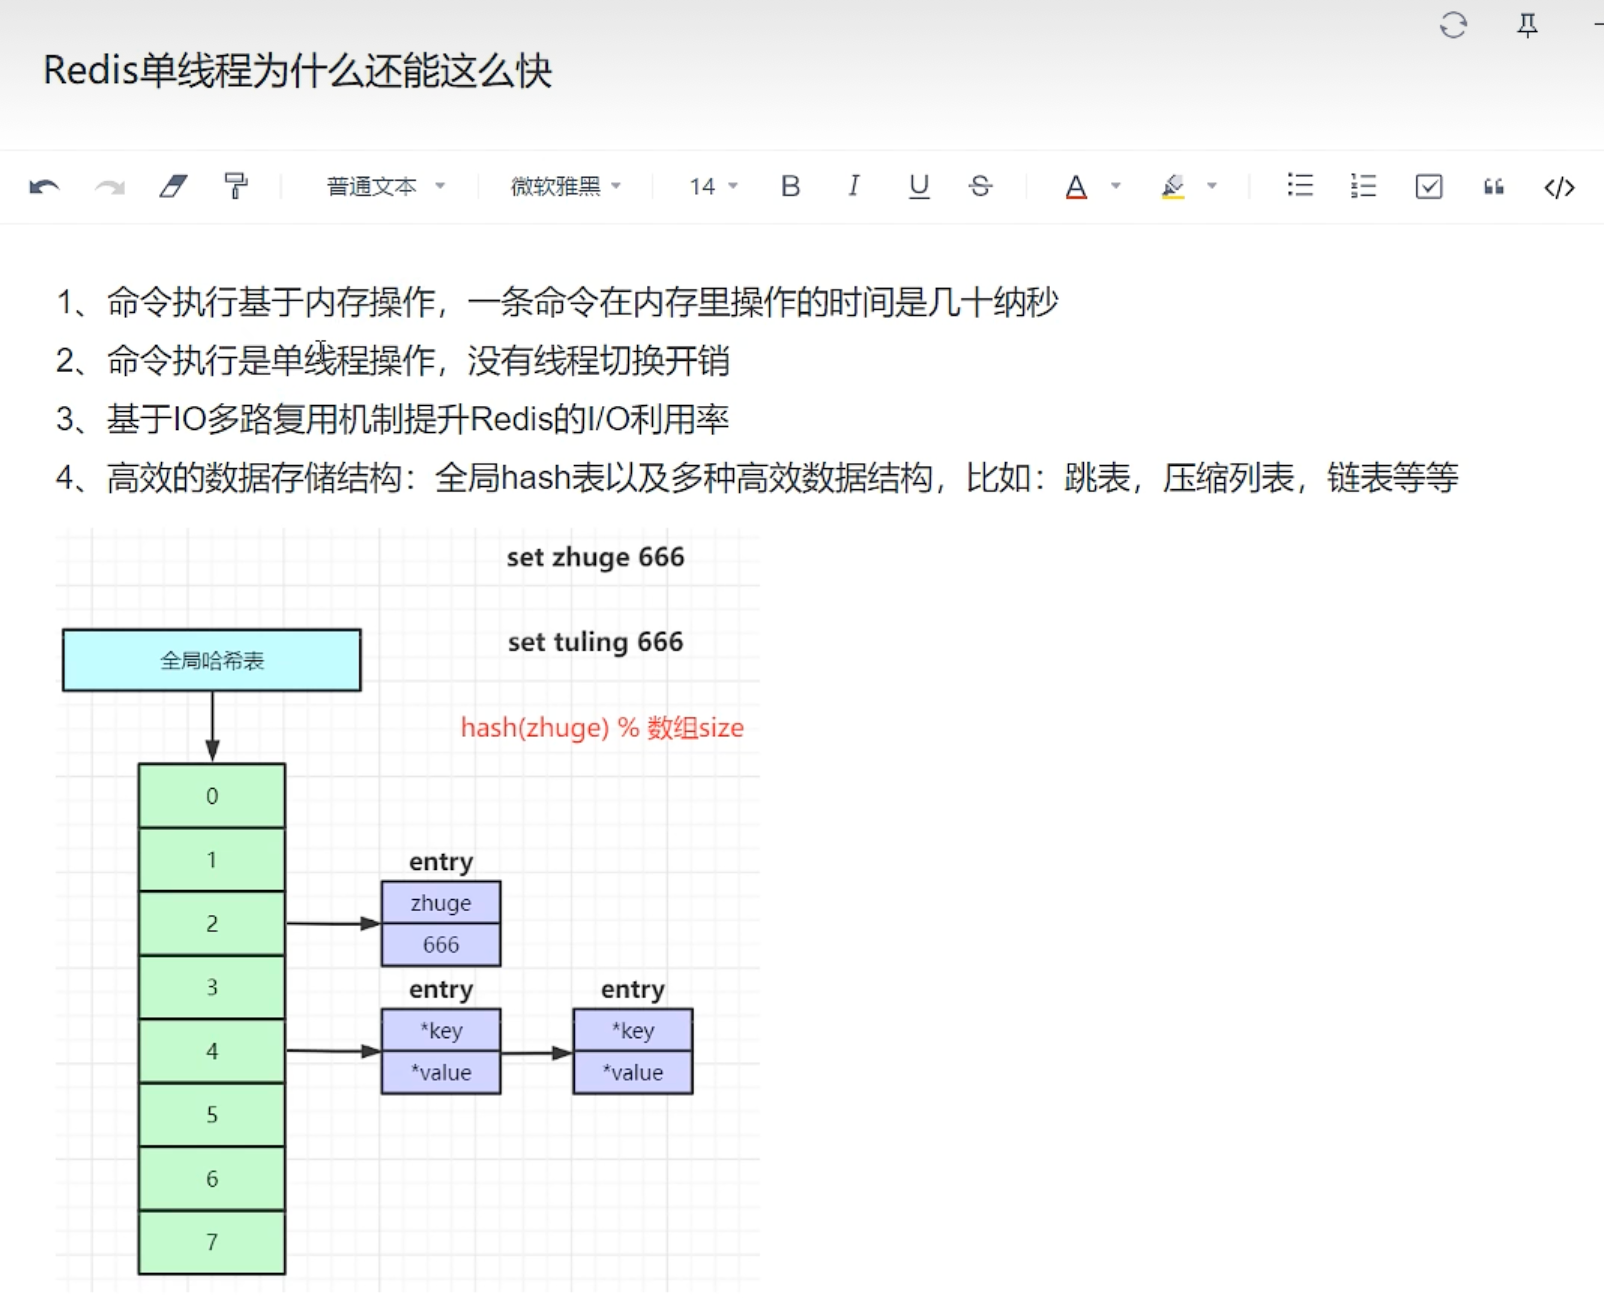 Redis单线程为什么还能这么快
普通文本 微软雅黑 14 B I U S A
1、命令执行基于内存操作，一条命令在内存里操作的时间是几十纳秒
2、命令执行是单线程操作，没有线程切换开销
3、基于IO多路复用机制提升Redis的I/O利用率
4、高效的数据存储结构：全局hash表以及多种高效数据结构，比如：跳表，压缩列表，链表等等
set zhuge 666
set tuling 666
全局哈希表
hash(zhuge) % 数组size
0
1
entry
zhuge
2
666
3
entry entry
*key *key
4
*value *value
5
6
7